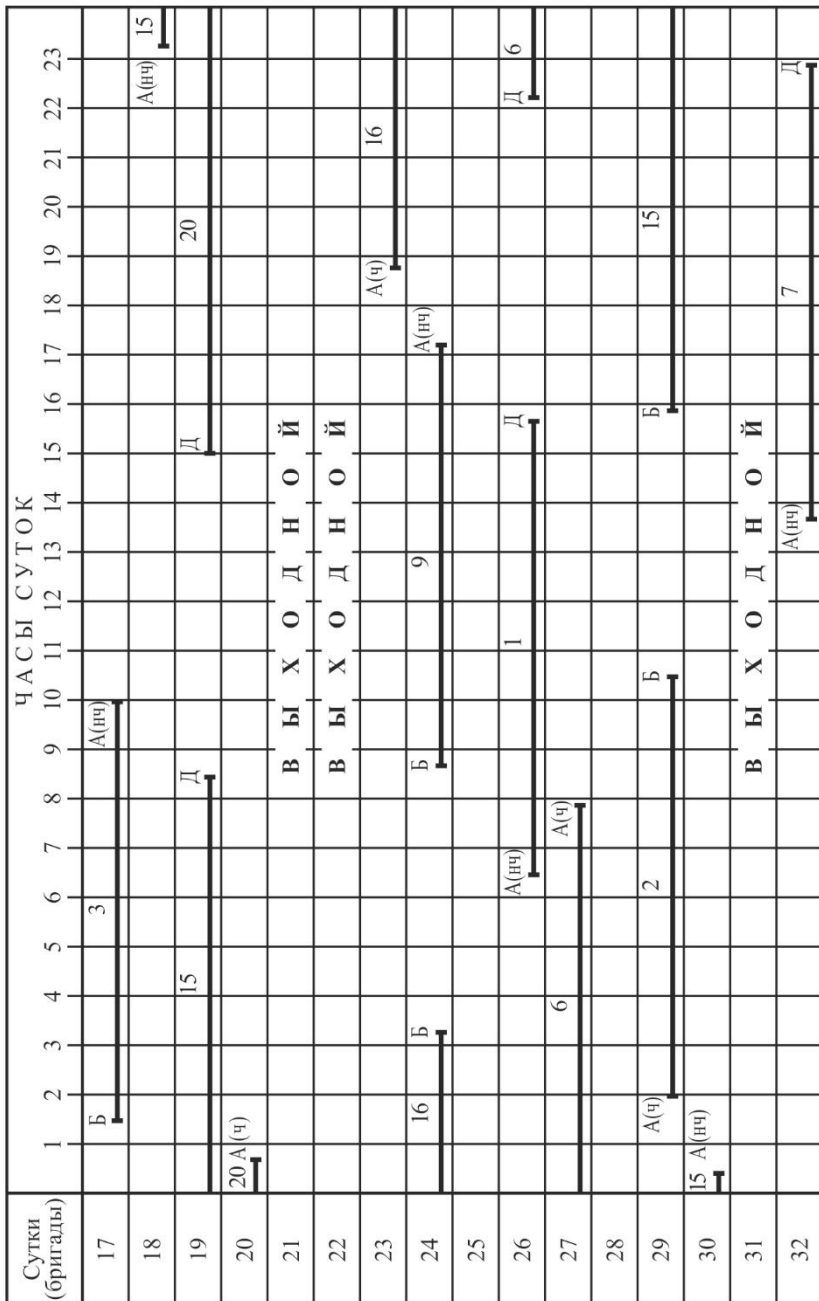 ЧАСЫ СУТОК
Сутки
(бригады)
1 2 3 4 5 6 7 8 9 10 11 12 13 14 15 16 17 18 19 20 21 22 23
17 Б 3 А(нч)
18 А(нч) 15
19 15 Д Д 20
20 20 А(ч)
21 ВЫХОДНОЙ
22 ВЫХОДНОЙ
23 А(ч) 16
24 16 Б Б 9 А(нч)
25
26 А(нч) 1 Д Д 6
27 6 А(ч)
28
29 А(ч) 2 Б Б 15
30 15 А(нч)
31 ВЫХОДНОЙ
32 А(нч) 7 Д